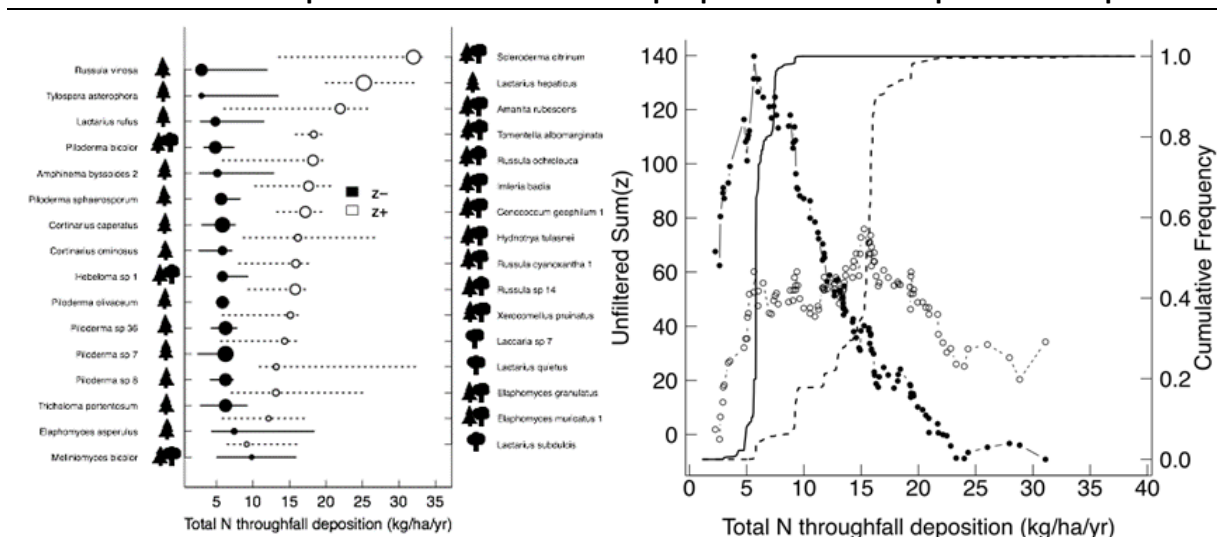 Russula vinosa
Tylospora asterophora
Lactarius rufus
Piloderma bicolor
Amphinema byssoides 2
Piloderma sphaerosporum
Cortinarius caperatus
Cortinarius ominosus
Hebeloma sp 1
Piloderma olivaceum
Piloderma sp 36
Piloderma sp 7
Piloderma sp 8
Tricholoma portentosum
Elaphomyces asperulus
Meliniomyces bicolor
z−
z+
5 10 15 20 25 30 35
Total N throughfall deposition (kg/ha/yr)
Scleroderma citrinum
Lactarius hepaticus
Amanita rubescens
Tomentella albomarginata
Russula ochroleuca
Imleria badia
Cenococcum geophilum 1
Hydnotrya tulasnei
Russula cyanoxantha 1
Russula sp 14
Xerocomellus pruinatus
Laccaria sp 7
Lactarius quietus
Elaphomyces granulatus
Elaphomyces muricatus 1
Lactarius subdulcis
Unfiltered Sum(z)
140
120
100
80
60
40
20
0
0 5 10 15 20 25 30 35 40
Total N throughfall deposition (kg/ha/yr)
1.0
0.8
0.6
0.4
0.2
0.0
Cumulative Frequency